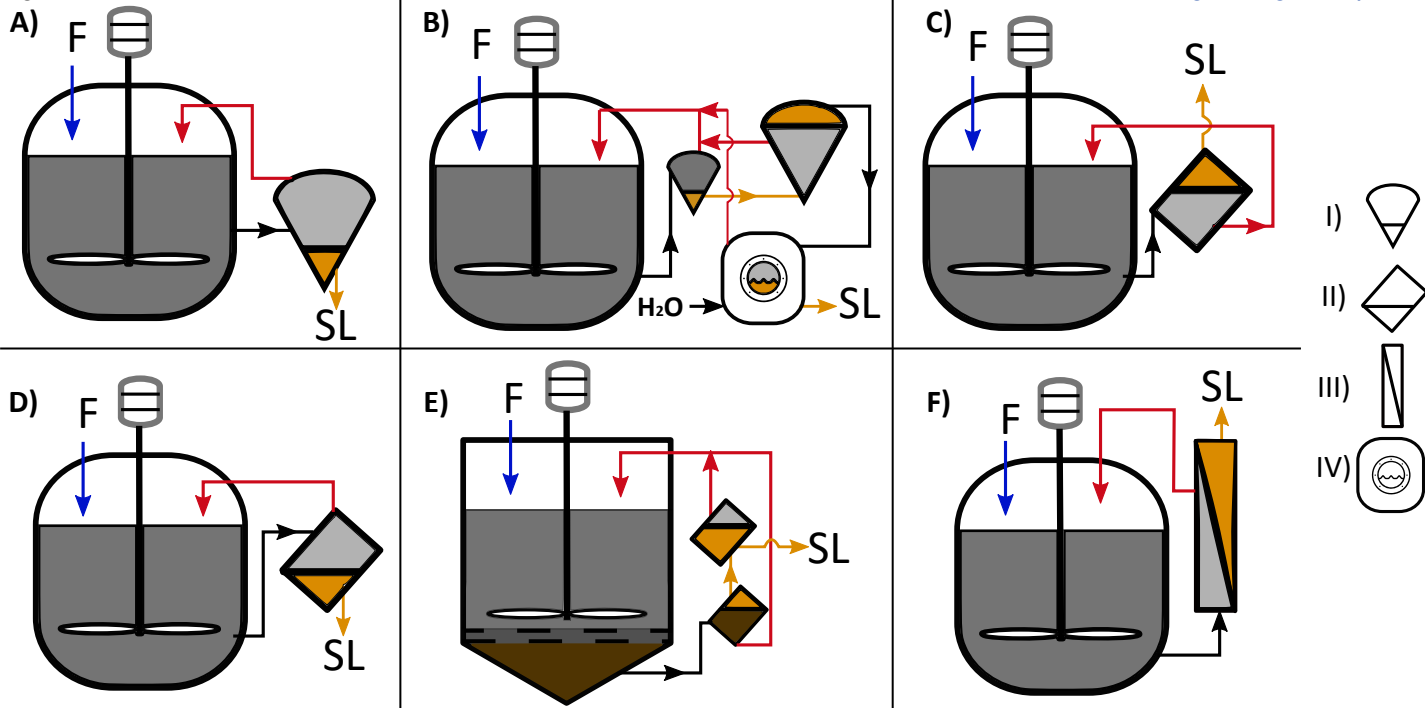 A)
F
SL
B)
F
H₂O
SL
C)
F
SL
I)
II)
III)
IV)
D)
F
SL
E)
F
SL
F)
F
SL